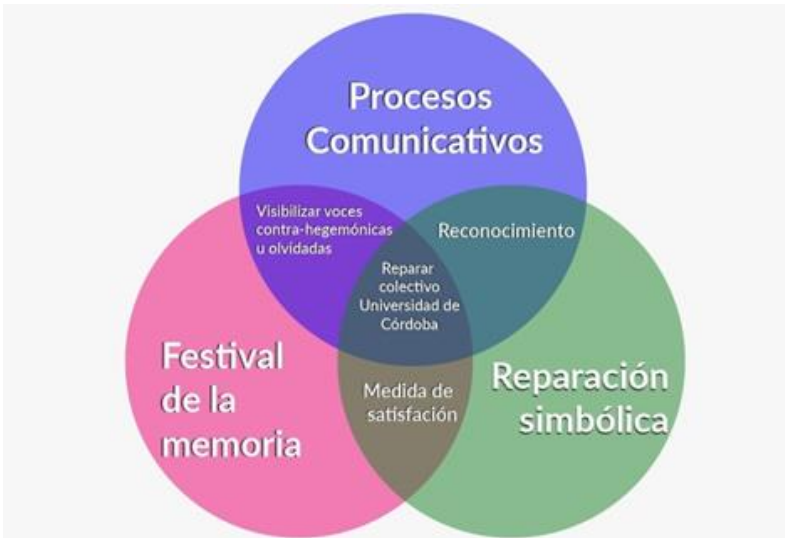 Procesos
Comunicativos
Visibilizar voces
contra-hegemónicas
u olvidadas
Reconocimiento
Reparar
colectivo
Universidad de
Córdoba
Festival
de la
memoria
Medida de
satisfacción
Reparación
simbólica